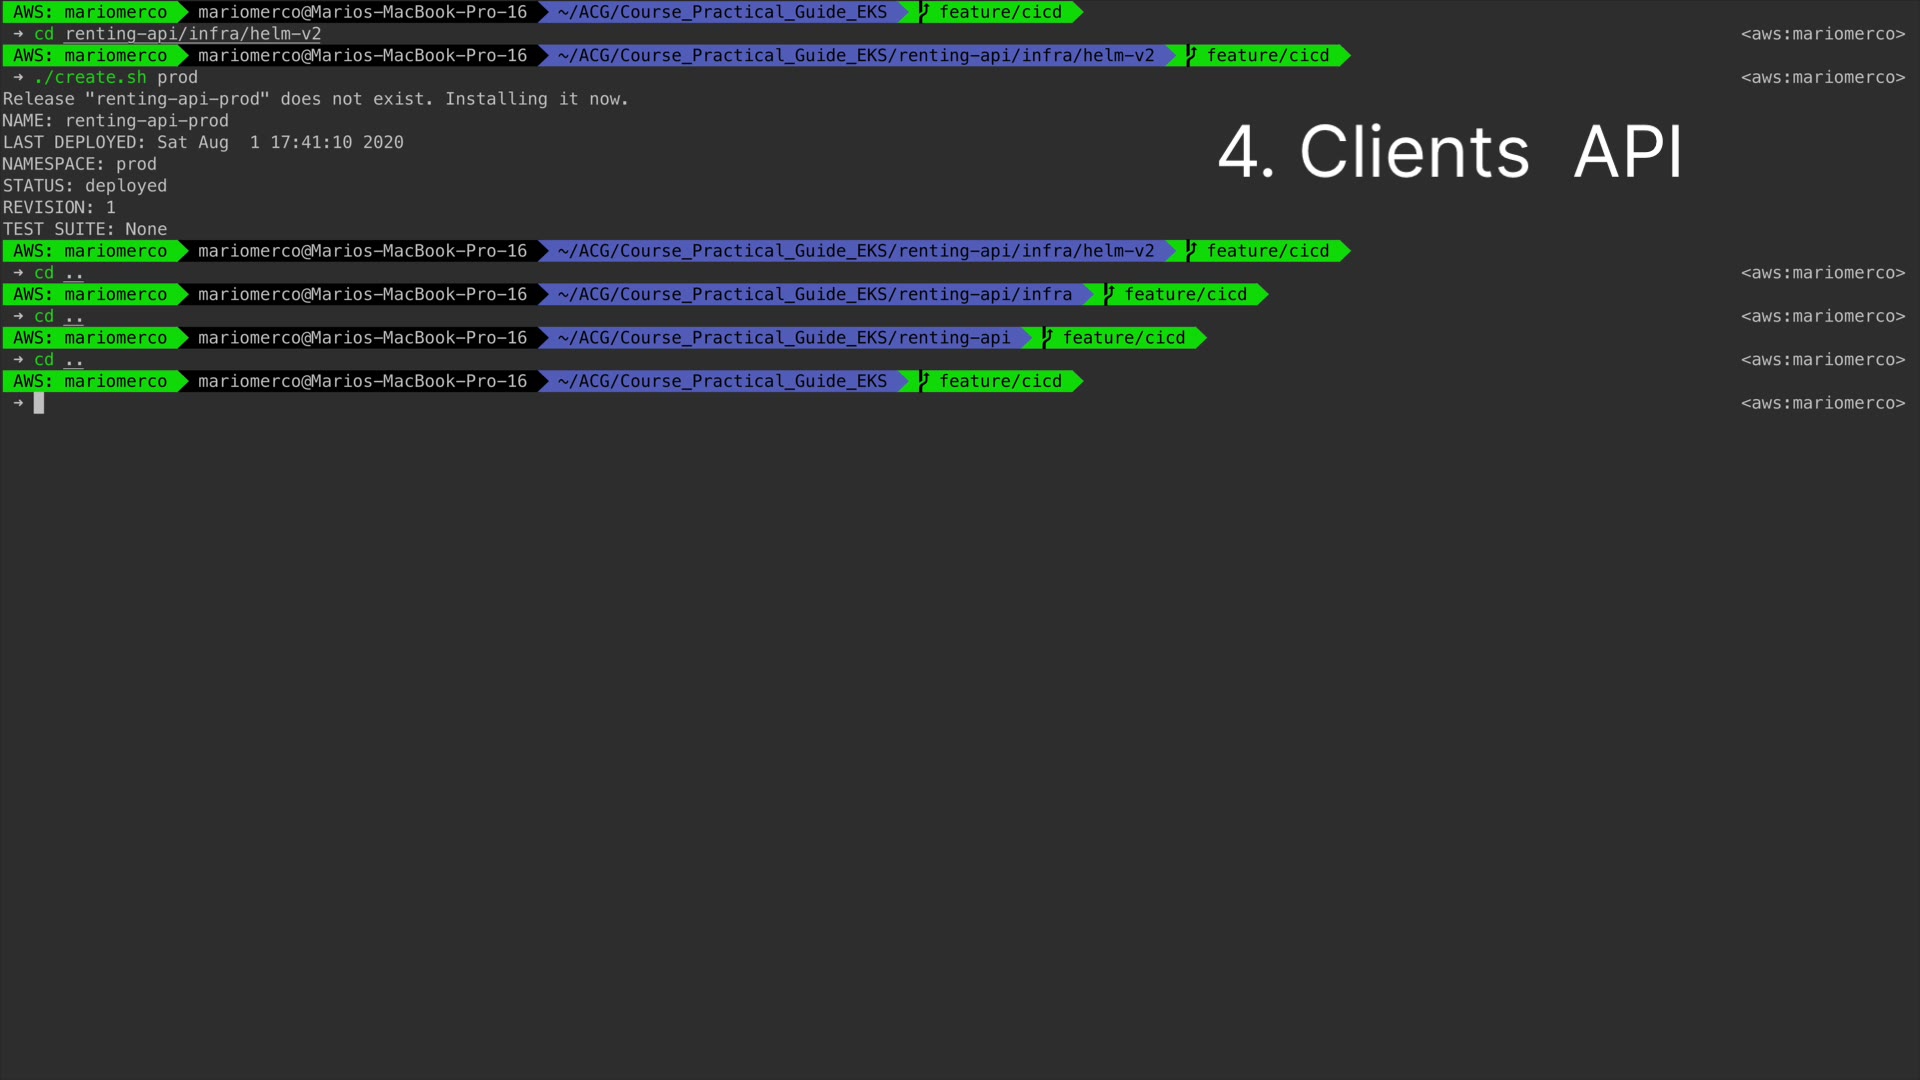 AWS: mariomerco mariomerco@Marios-MacBook-Pro-16 ~/ACG/Course_Practical_Guide_EKS feature/cicd
➜ cd renting-api/infra/helm-v2 <aws:mariomerco>
AWS: mariomerco mariomerco@Marios-MacBook-Pro-16 ~/ACG/Course_Practical_Guide_EKS/renting-api/infra/helm-v2 feature/cicd
➜ ./create.sh prod <aws:mariomerco>
Release "renting-api-prod" does not exist. Installing it now.
NAME: renting-api-prod
4. Clients API
LAST DEPLOYED: Sat Aug  1 17:41:10 2020
NAMESPACE: prod
STATUS: deployed
REVISION: 1
TEST SUITE: None
AWS: mariomerco mariomerco@Marios-MacBook-Pro-16 ~/ACG/Course_Practical_Guide_EKS/renting-api/infra/helm-v2 feature/cicd
➜ cd .. <aws:mariomerco>
AWS: mariomerco mariomerco@Marios-MacBook-Pro-16 ~/ACG/Course_Practical_Guide_EKS/renting-api/infra feature/cicd
➜ cd .. <aws:mariomerco>
AWS: mariomerco mariomerco@Marios-MacBook-Pro-16 ~/ACG/Course_Practical_Guide_EKS/renting-api feature/cicd
➜ cd .. <aws:mariomerco>
AWS: mariomerco mariomerco@Marios-MacBook-Pro-16 ~/ACG/Course_Practical_Guide_EKS feature/cicd
➜ <aws:mariomerco>